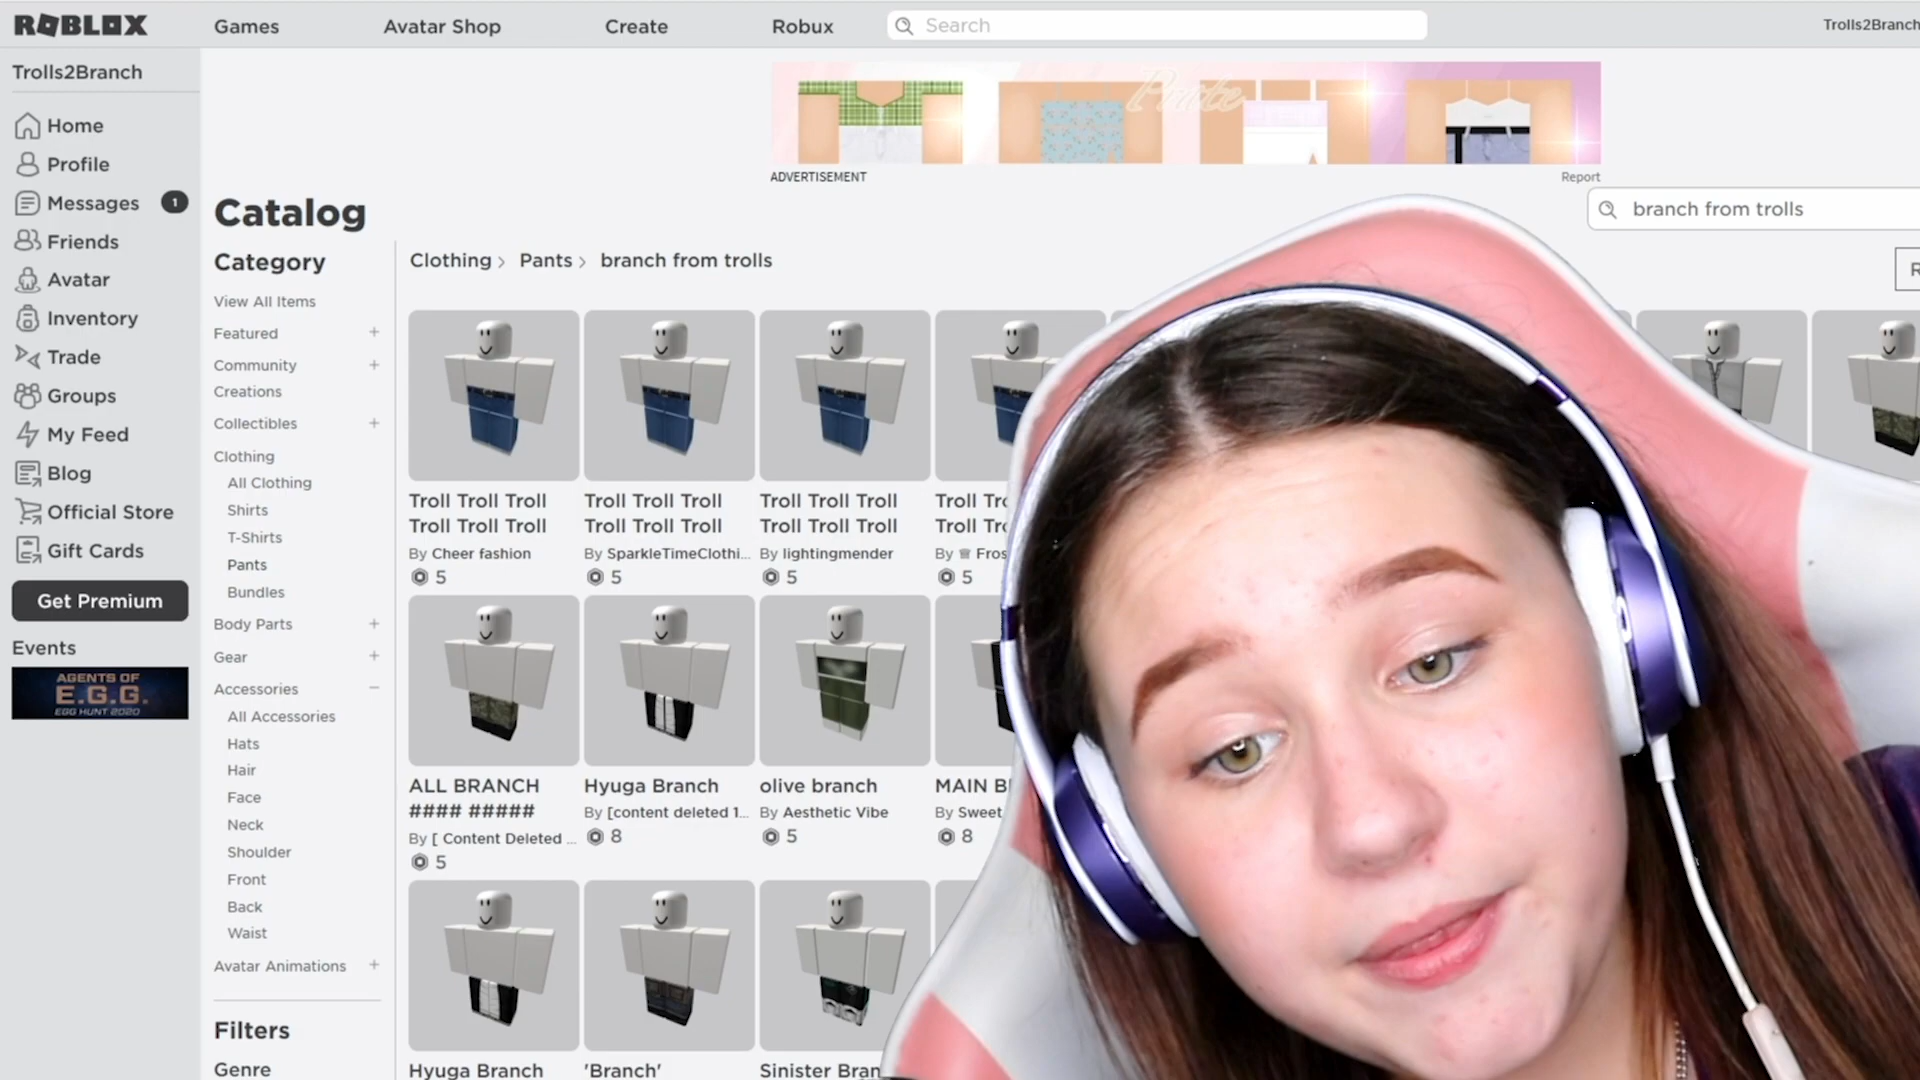 ROBLOX
Games
Avatar Shop
Create
Robux
Search
Trolls2Branch
Trolls2Branch
Home
Profile
Messages
1
Friends
Avatar
Inventory
Trade
Groups
My Feed
Blog
Official Store
Gift Cards
Get Premium
Events
AGENTS OF
E.G.G.
EGG HUNT 2020
ADVERTISEMENT
Report
Catalog
branch from trolls
Category
View All Items
Featured +
Community +
Creations
Collectibles +
Clothing
All Clothing
Shirts
T-Shirts
Pants
Bundles
Body Parts +
Gear +
Accessories −
All Accessories
Hats
Hair
Face
Neck
Shoulder
Front
Back
Waist
Avatar Animations +
Filters
Genre
Clothing > Pants > branch from trolls
Troll Troll Troll
Troll Troll Troll
By Cheer fashion
5
Troll Troll Troll
Troll Troll Troll
By SparkleTimeClothi...
5
Troll Troll Troll
Troll Troll Troll
By lightingmender
5
Troll
Troll
By
5
ALL BRANCH
#### #####
By [ Content Deleted ...
5
Hyuga Branch
By [content deleted 1...
8
olive branch
By Aesthetic Vibe
5
MAIN
By Sweet
8
Hyuga Branch
'Branch'
Sinister